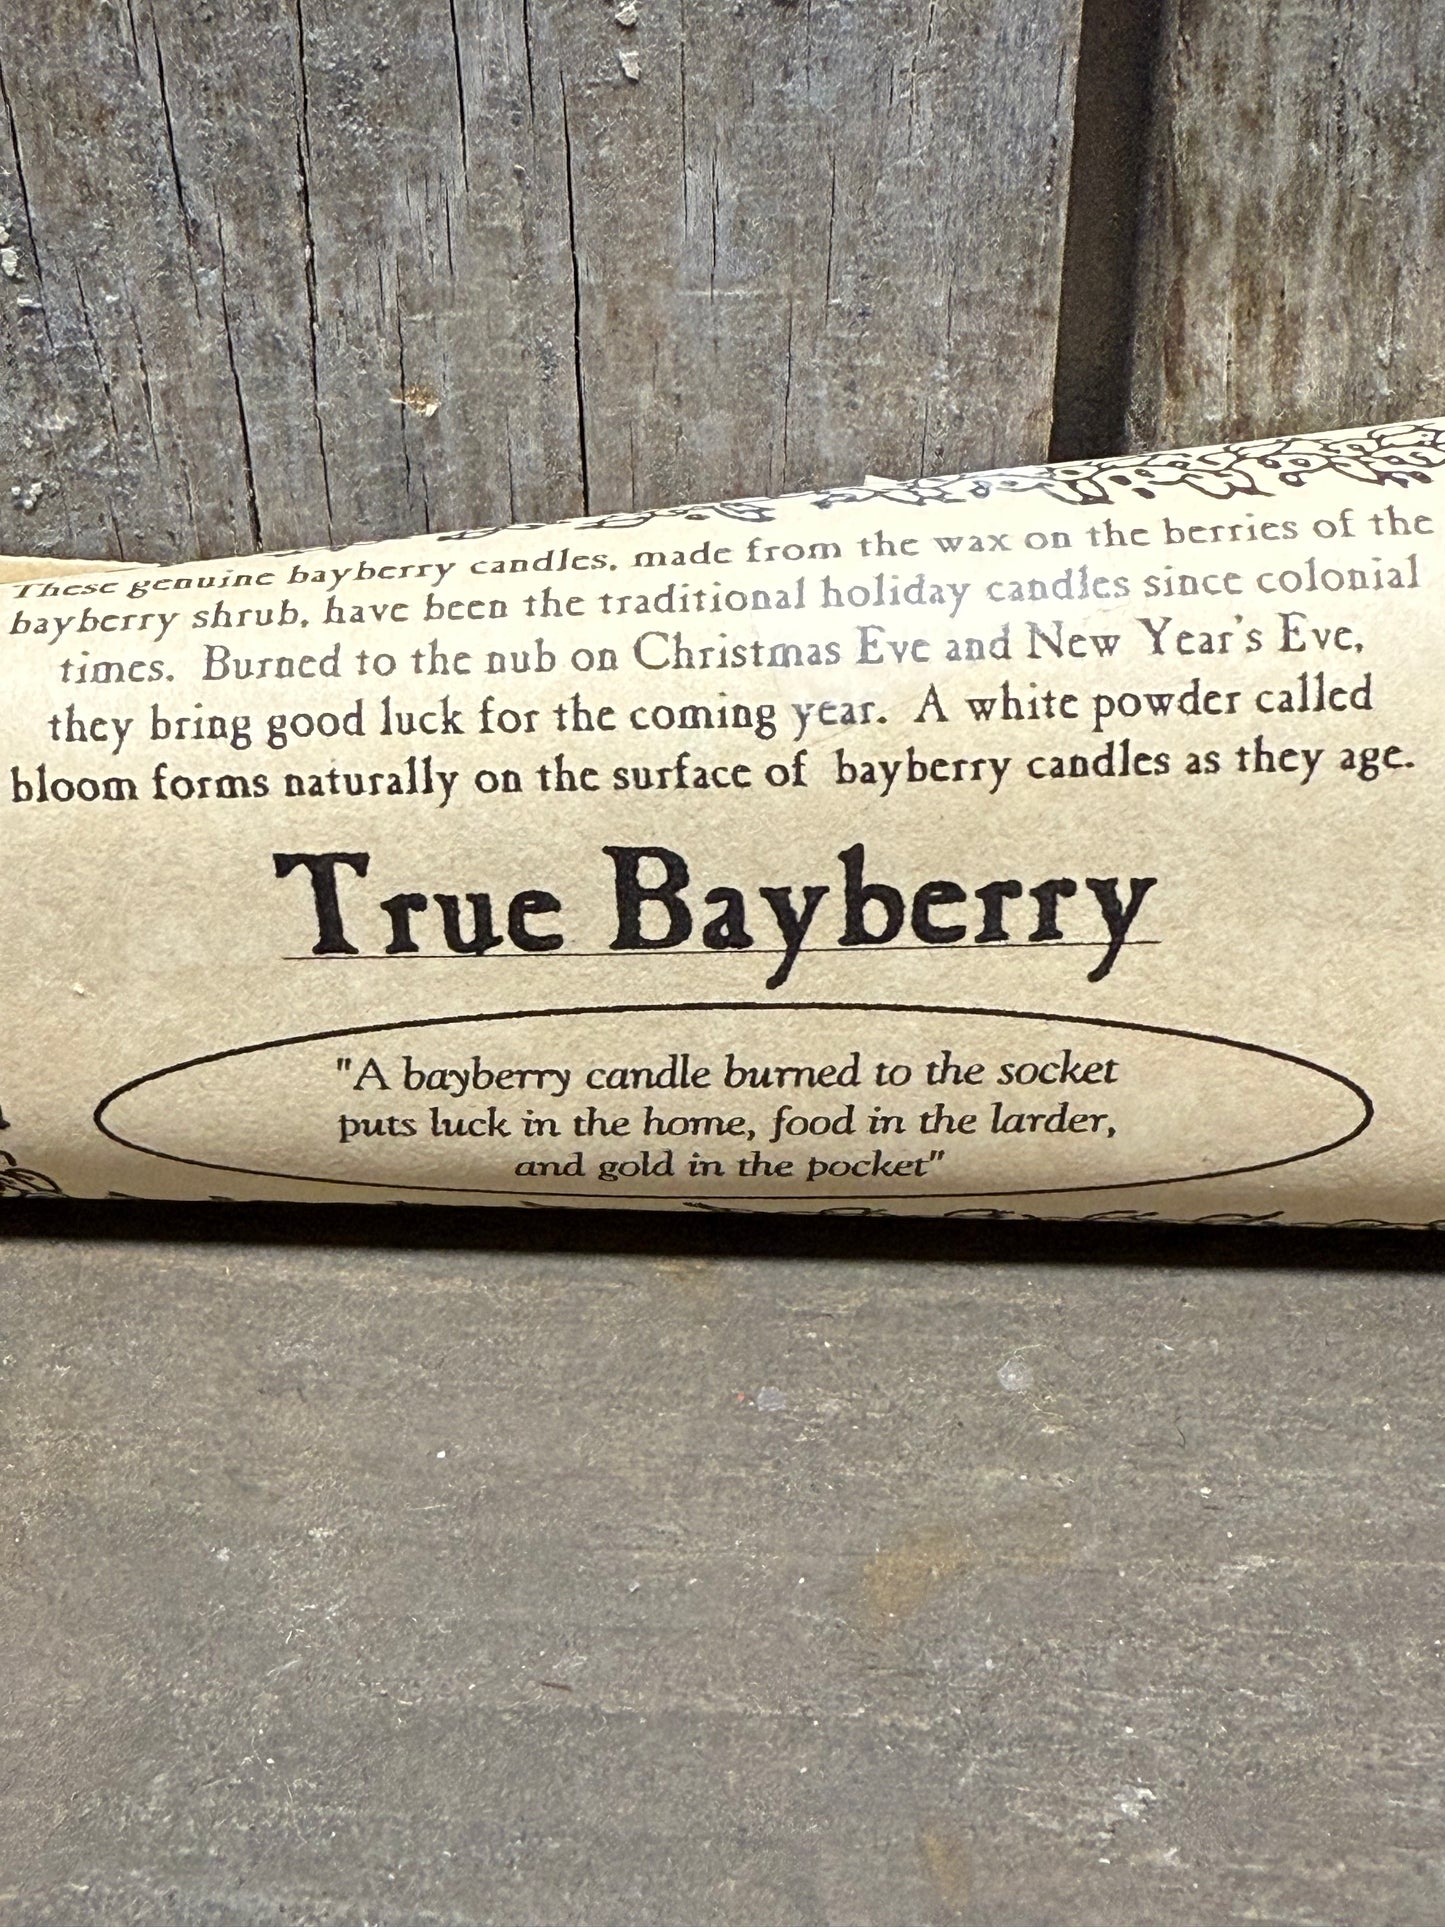 These genuine bayberry candles, made from the wax on the berries of the
bayberry shrub, have been the traditional holiday candles since colonial
times. Burned to the nub on Christmas Eve and New Year's Eve,
they bring good luck for the coming year. A white powder called
bloom forms naturally on the surface of bayberry candles as they age.
True Bayberry
"A bayberry candle burned to the socket
puts luck in the home, food in the larder,
and gold in the pocket"